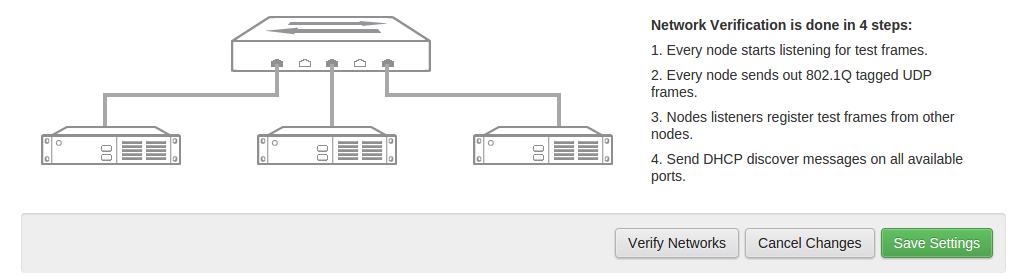 Network Verification is done in 4 steps:
1. Every node starts listening for test frames.
2. Every node sends out 802.1Q tagged UDP
frames.
3. Nodes listeners register test frames from other
nodes.
4. Send DHCP discover messages on all available
ports.
Verify Networks Cancel Changes Save Settings